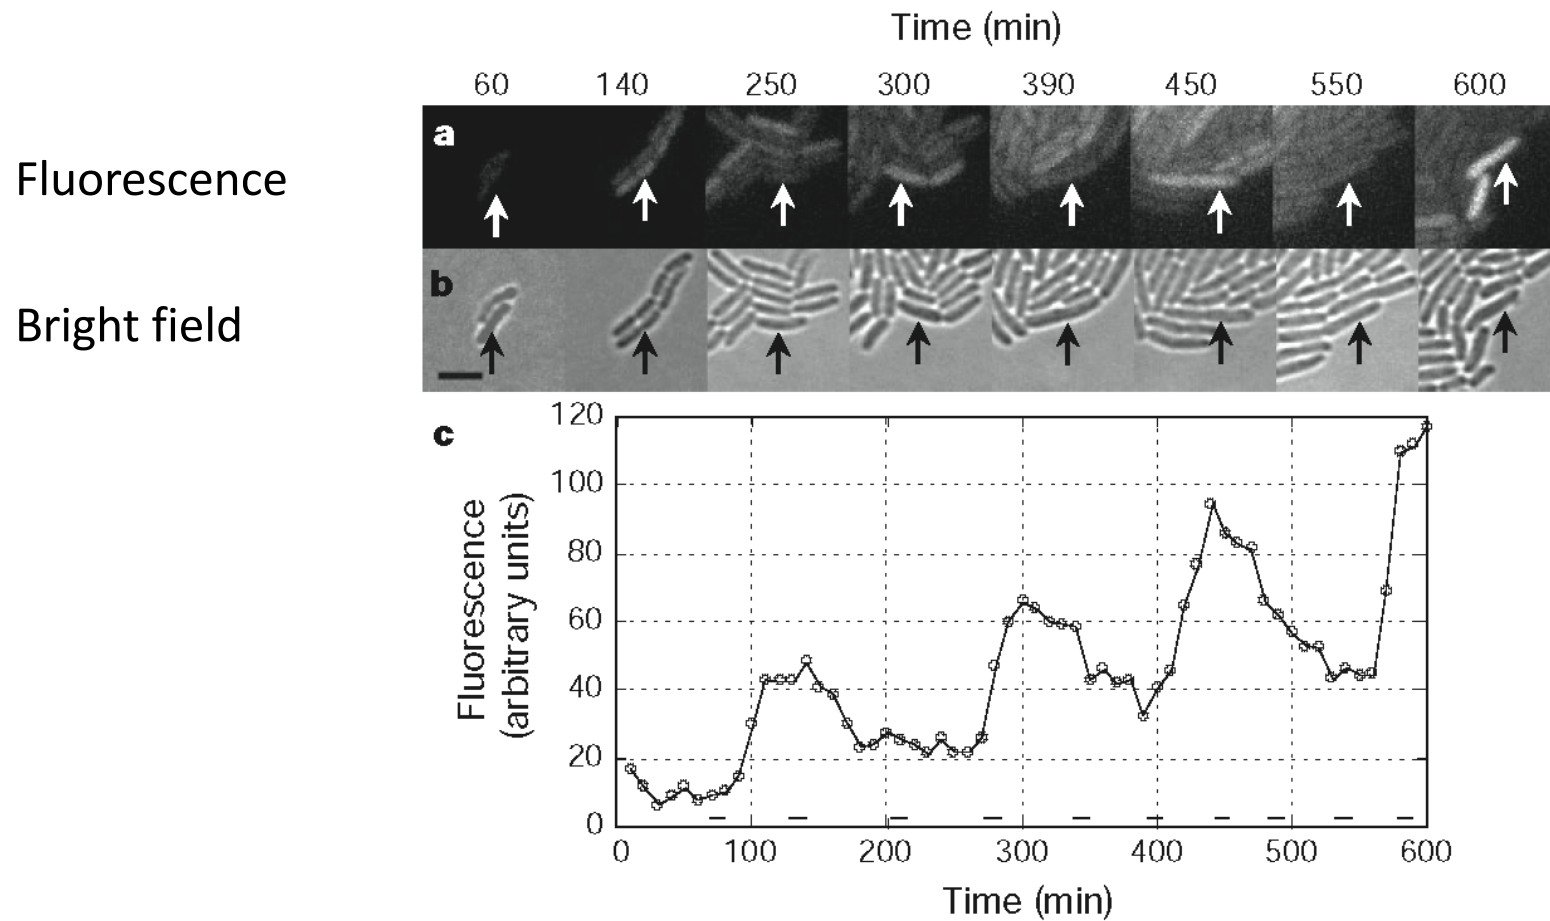 Time (min)
60 140 250 300 390 450 550 600
a
Fluorescence
b
Bright field
c
120
100
80
60
40
20
0
Fluorescence
(arbitrary units)
0 100 200 300 400 500 600
Time (min)